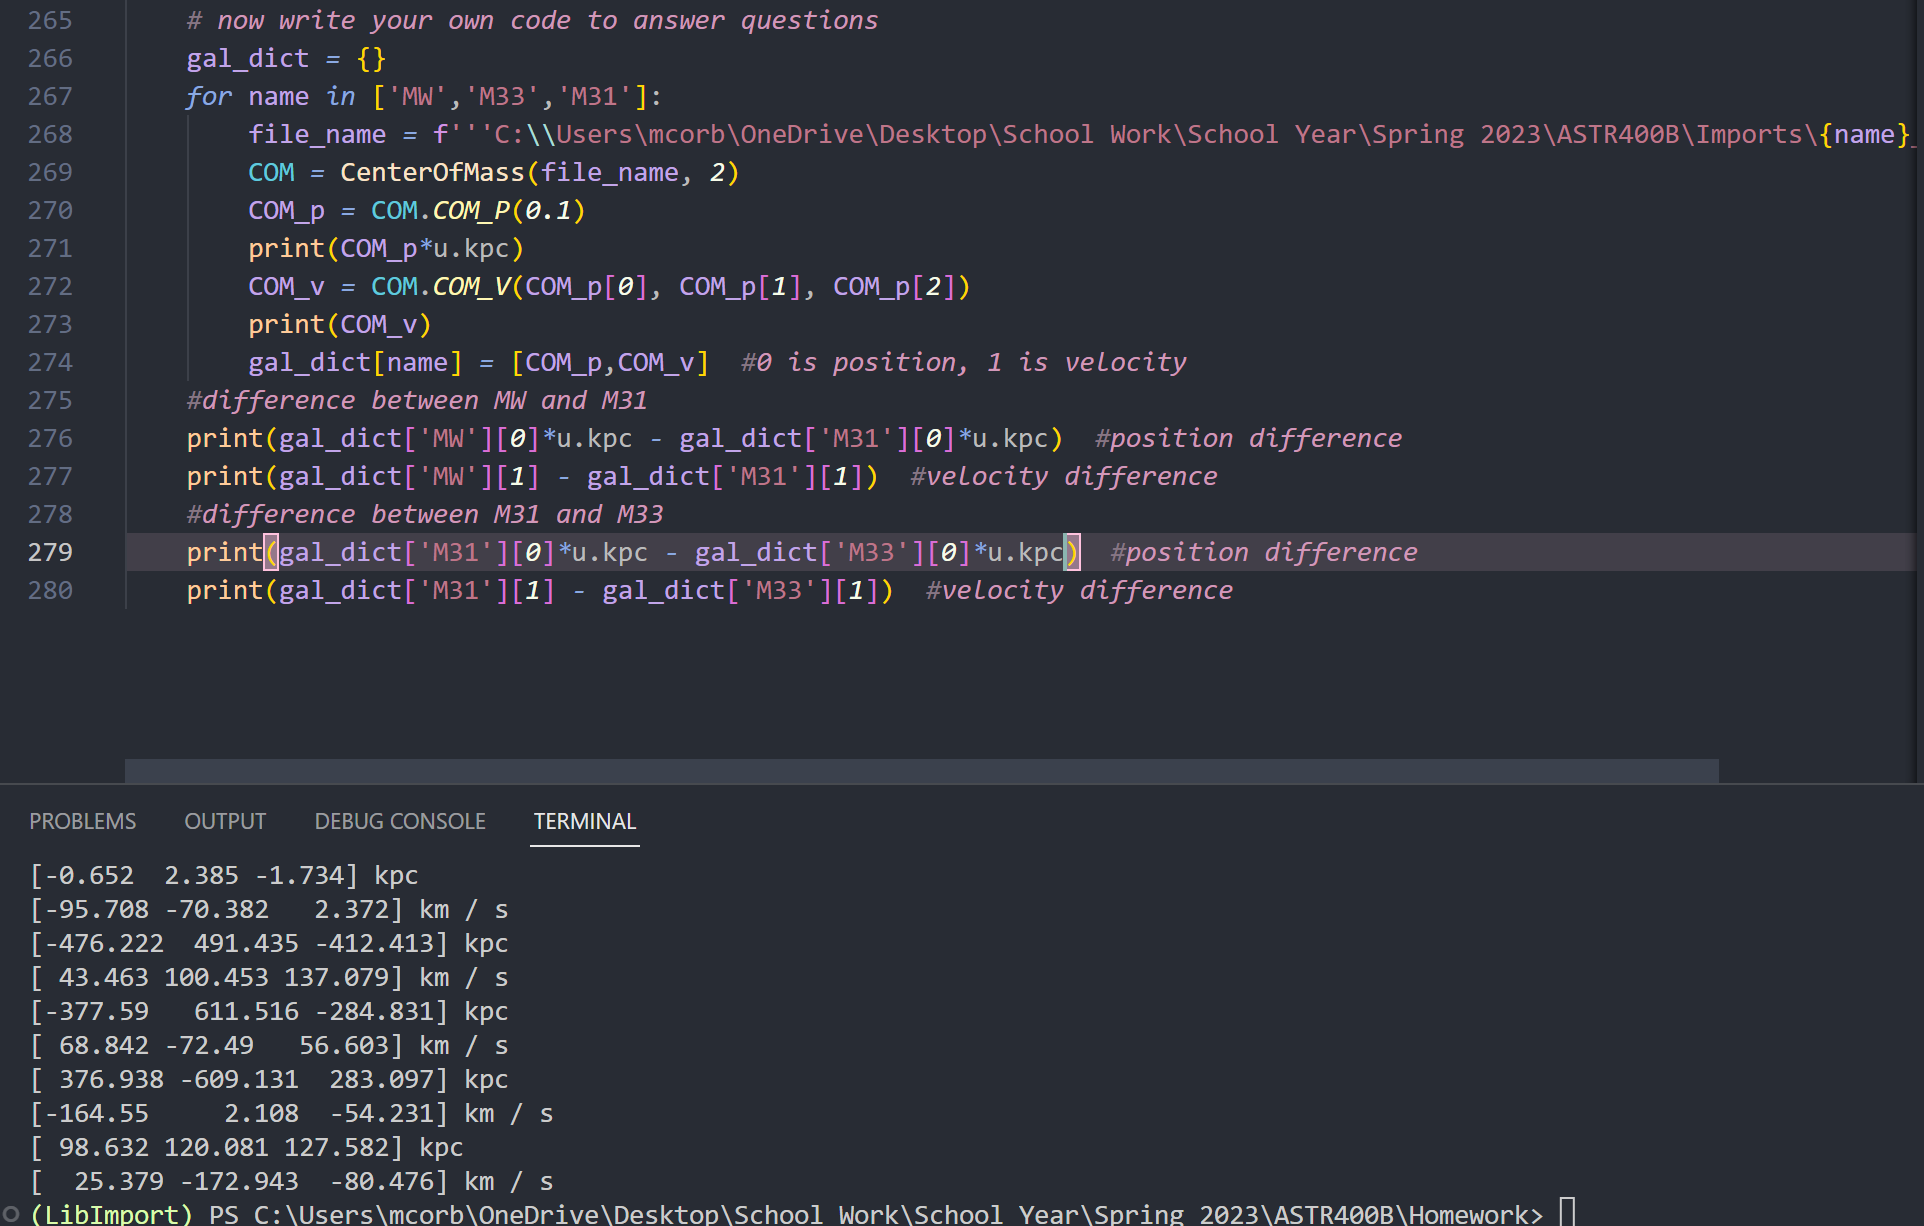 265 # now write your own code to answer questions
266 gal_dict = {}
267 for name in ['MW','M33','M31']:
268 file_name = f'''C:\\Users\mcorb\OneDrive\Desktop\School Work\School Year\Spring 2023\ASTR400B\Imports\{name}_
269 COM = CenterOfMass(file_name, 2)
270 COM_p = COM.COM_P(0.1)
271 print(COM_p*u.kpc)
272 COM_v = COM.COM_V(COM_p[0], COM_p[1], COM_p[2])
273 print(COM_v)
274 gal_dict[name] = [COM_p,COM_v]  #0 is position, 1 is velocity
275 #difference between MW and M31
276 print(gal_dict['MW'][0]*u.kpc - gal_dict['M31'][0]*u.kpc)  #position difference
277 print(gal_dict['MW'][1] - gal_dict['M31'][1])  #velocity difference
278 #difference between M31 and M33
279 print(gal_dict['M31'][0]*u.kpc - gal_dict['M33'][0]*u.kpc)  #position difference
280 print(gal_dict['M31'][1] - gal_dict['M33'][1])  #velocity difference
PROBLEMS OUTPUT DEBUG CONSOLE TERMINAL
[-0.652  2.385 -1.734] kpc
[-95.708 -70.382   2.372] km / s
[-476.222  491.435 -412.413] kpc
[ 43.463 100.453 137.079] km / s
[-377.59   611.516 -284.831] kpc
[ 68.842 -72.49   56.603] km / s
[ 376.938 -609.131  283.097] kpc
[-164.55     2.108  -54.231] km / s
[ 98.632 120.081 127.582] kpc
[  25.379 -172.943  -80.476] km / s
(LibImport) PS C:\Users\mcorb\OneDrive\Desktop\School Work\School Year\Spring 2023\ASTR400B\Homework>